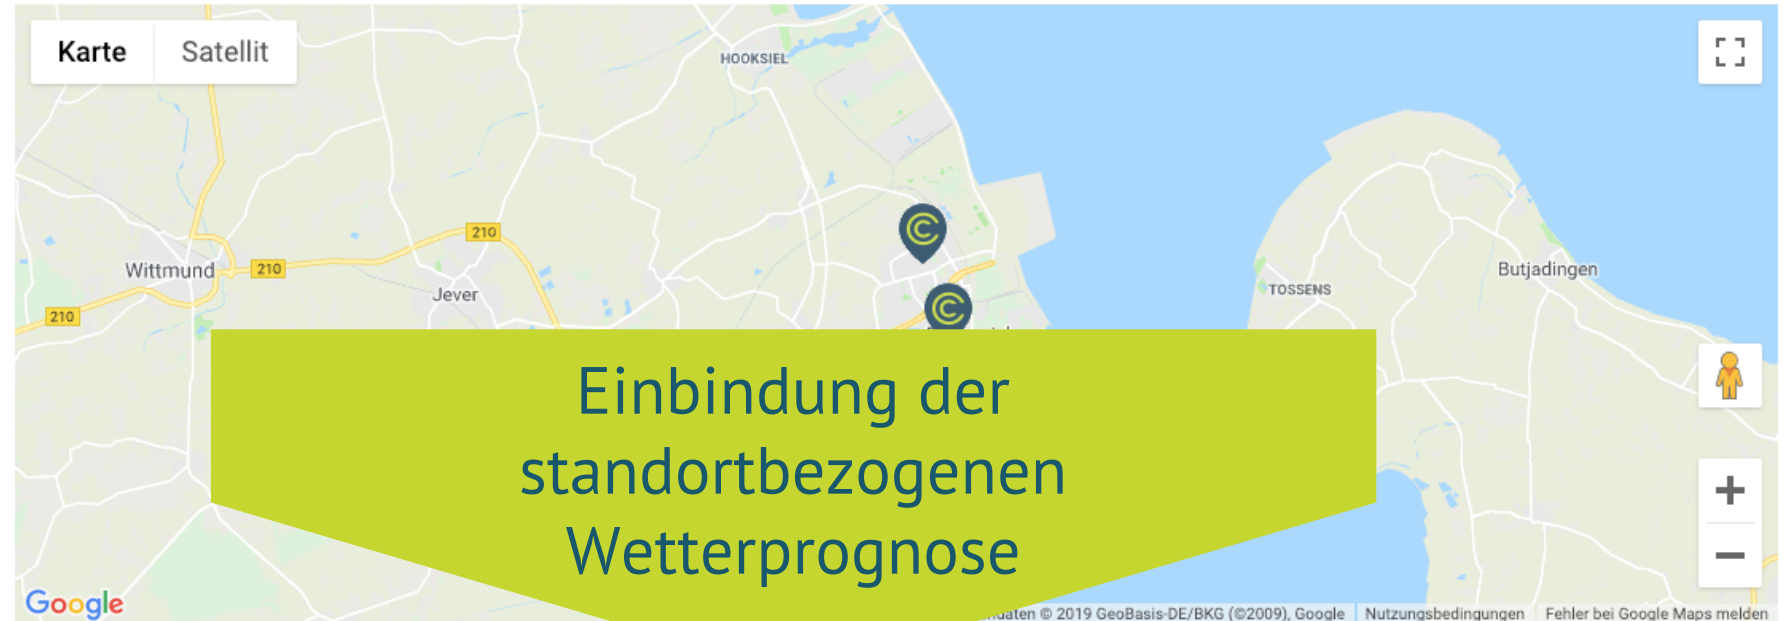 Karte Satellit
HOOKSIEL
210
Wittmund 210
Jever
Butjadingen
TOSSENS
210
Einbindung der
standortbezogenen
Wetterprognose
Google
© 2019 GeoBasis-DE/BKG (©2009), Google Nutzungsbedingungen Fehler bei Google Maps melden